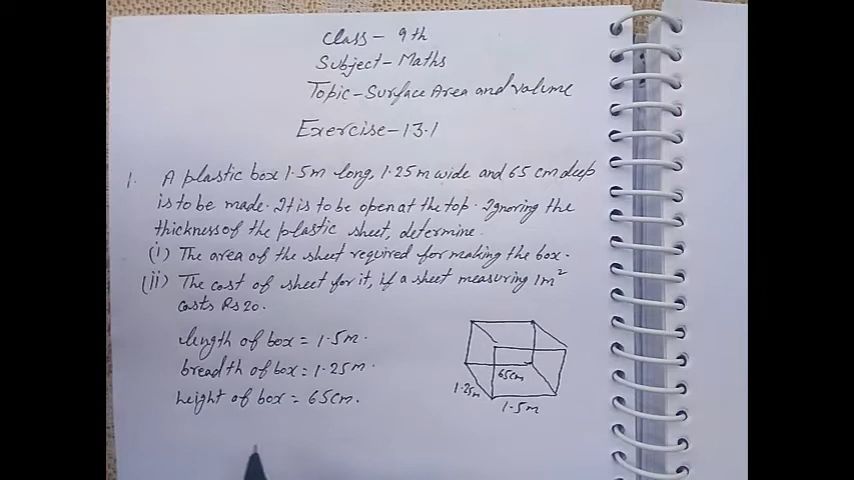 Class - 9th
Subject - Maths
Topic - Surface Area and volume
Exercise - 13.1
1. A plastic box 1.5m long, 1.25m wide and 65 cm deep
is to be made. It is to be open at the top. Ignoring the
thickness of the plastic sheet, determine.
(i) The area of the sheet required for making the box.
(ii) The cost of sheet for it, if a sheet measuring 1m²
costs Rs 20.
length of box = 1.5m.
breadth of box = 1.25m.
height of box = 65cm.
65cm
1.25m
1.5m